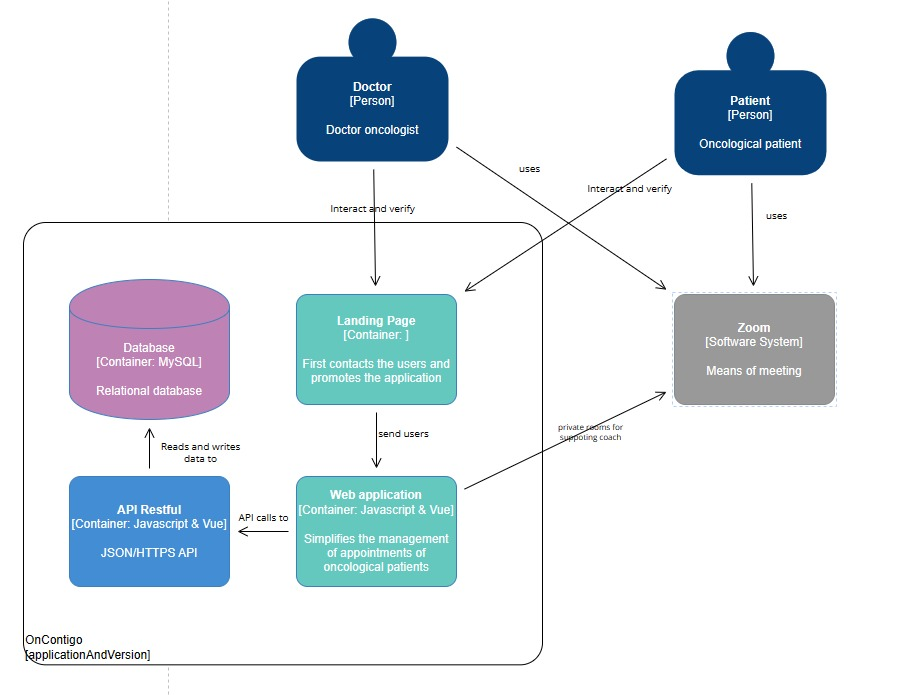 Doctor
[Person]
Doctor oncologist
Patient
[Person]
Oncological patient
uses
Interact and verify
Interact and verify
uses
Database
[Container: MySQL]
Relational database
Landing Page
[Container: ]
First contacts the users and
promotes the application
Zoom
[Software System]
Means of meeting
send users
private rooms for
suppoting coach
Reads and writes
data to
API Restful
[Container: Javascript & Vue]
JSON/HTTPS API
API calls to
Web application
[Container: Javascript & Vue]
Simplifies the management
of appointments of
oncological patients
OnContigo
[applicationAndVersion]